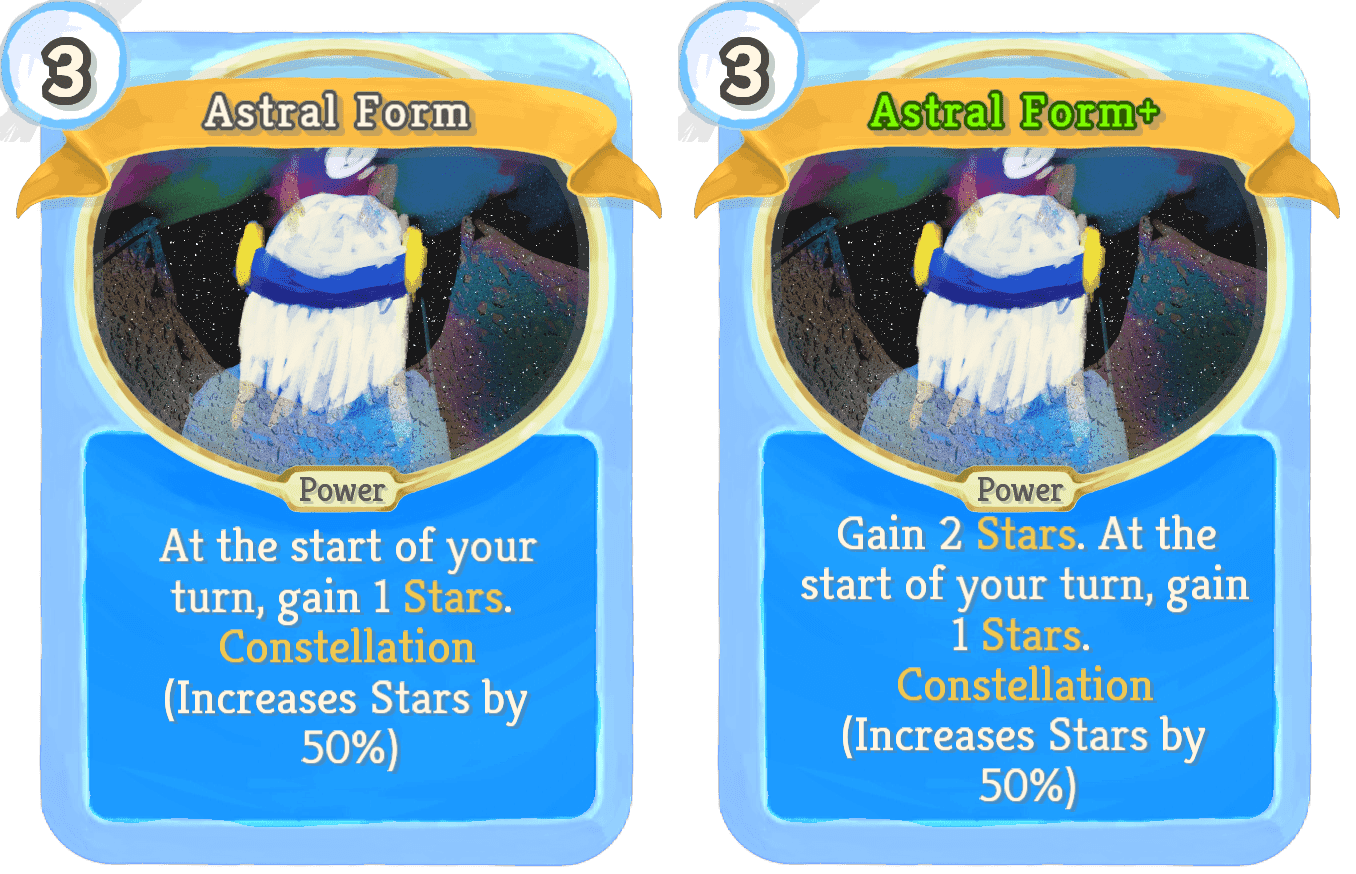 3
Astral Form
Power
At the start of your
turn, gain 1 Stars.
Constellation
(Increases Stars by
50%)
3
Astral Form+
Power
Gain 2 Stars. At the
start of your turn, gain
1 Stars.
Constellation
(Increases Stars by
50%)